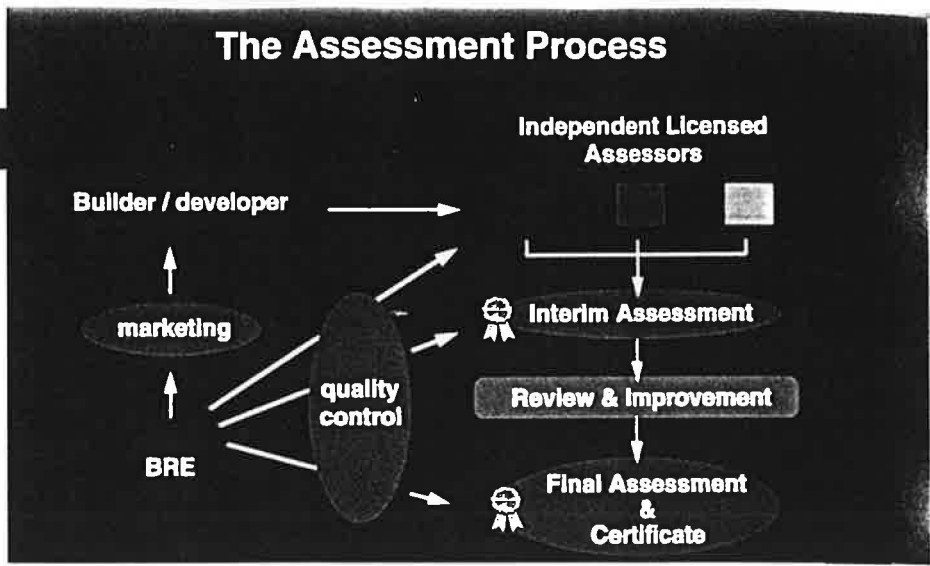 The Assessment Process
Independent Licensed
Assessors
Builder / developer
marketing
Interim Assessment
quality
control
Review & Improvement
BRE
Final Assessment
&
Certificate